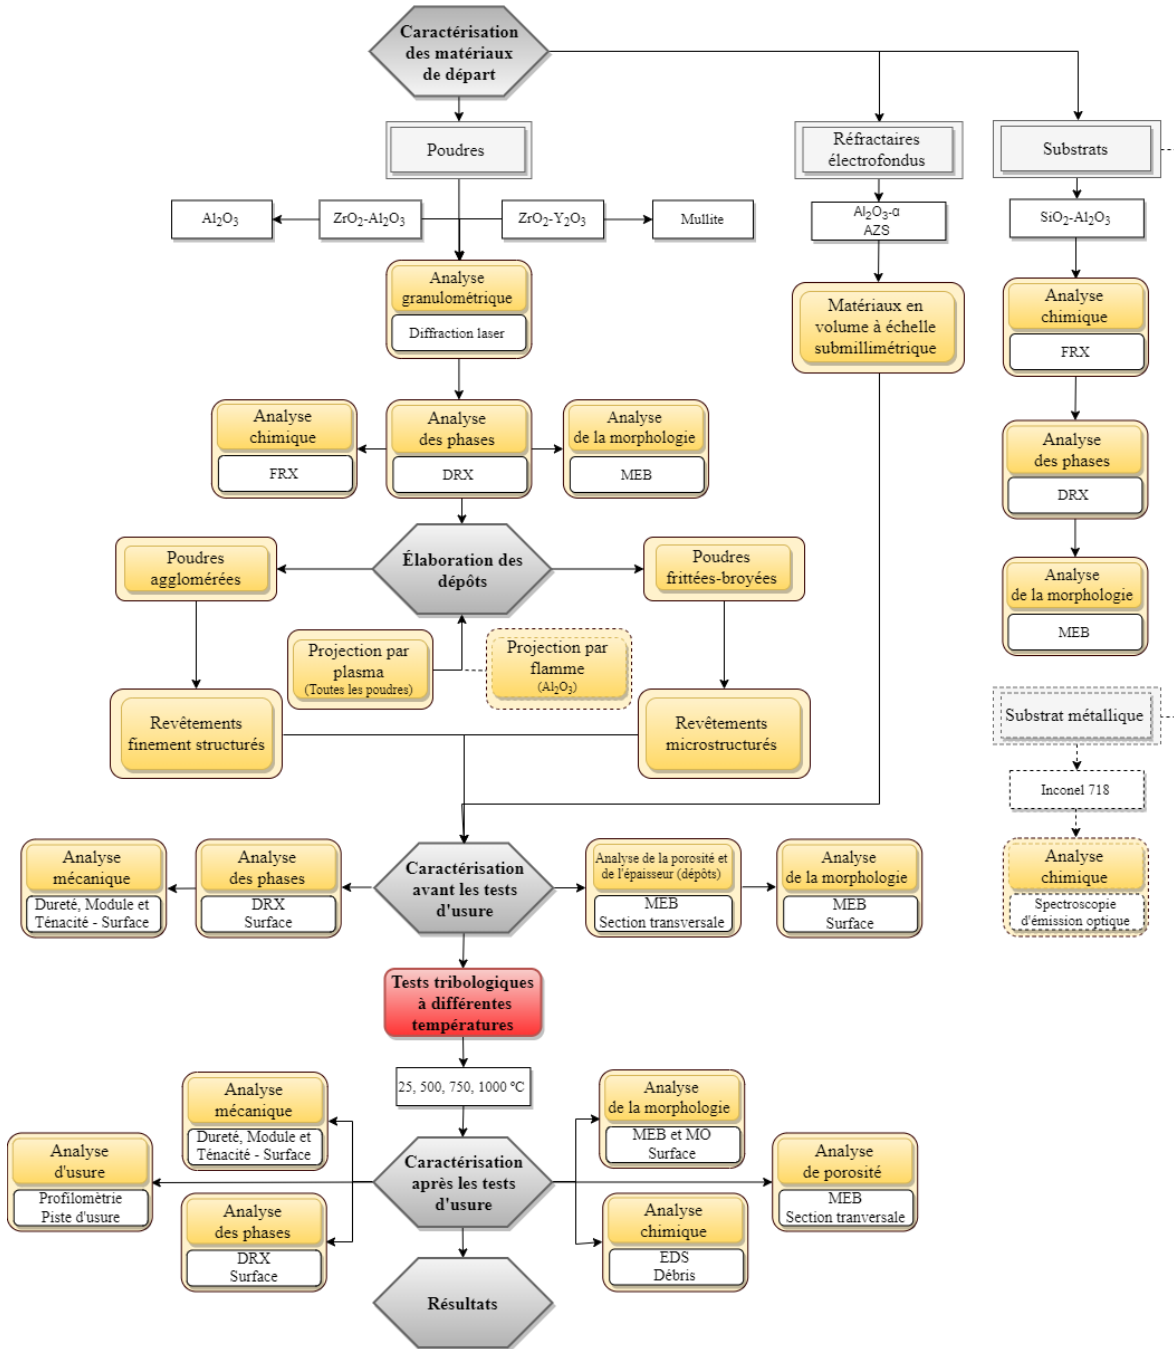 Caractérisation
des matériaux
de départ
Poudres
Réfractaires
électrofondus
Substrats
Al₂O₃
ZrO₂-Al₂O₃
ZrO₂-Y₂O₃
Mullite
Al₂O₃-α
AZS
SiO₂-Al₂O₃
Analyse
granulométrique
Diffraction laser
Matériaux en
volume à échelle
submillimétrique
Analyse
chimique
FRX
Analyse
chimique
FRX
Analyse
des phases
DRX
Analyse
de la morphologie
MEB
Analyse
des phases
DRX
Poudres
agglomérées
Élaboration des
dépôts
Poudres
frittées-broyées
Analyse
de la morphologie
MEB
Projection par
plasma
(Toutes les poudres)
Projection par
flamme
(Al₂O₃)
Revêtements
finement structurés
Revêtements
microstructurés
Substrat métallique
Inconel 718
Analyse
mécanique
Dureté, Module et
Ténacité - Surface
Analyse
des phases
DRX
Surface
Caractérisation
avant les tests
d'usure
Analyse de la porosité et
de l'épaisseur (dépôts)
MEB
Section transversale
Analyse
de la morphologie
MEB
Surface
Analyse
chimique
Spectroscopie
d'émission optique
Tests tribologiques
à différentes
températures
25, 500, 750, 1000 °C
Analyse
mécanique
Dureté, Module et
Ténacité - Surface
Analyse
de la morphologie
MEB et MO
Surface
Analyse
d'usure
Profilomètrie
Piste d'usure
Caractérisation
après les tests
d'usure
Analyse
de porosité
MEB
Section tranversale
Analyse
des phases
DRX
Surface
Analyse
chimique
EDS
Débris
Résultats